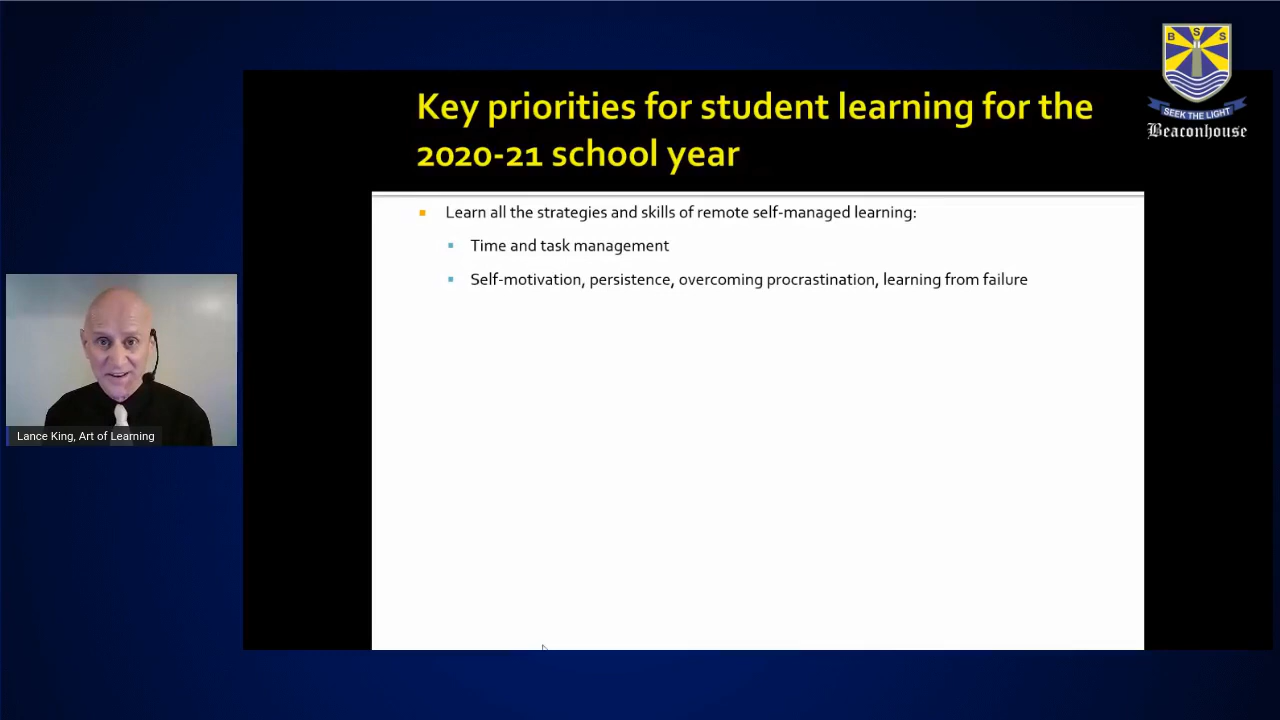 B S S
SEEK THE LIGHT
Beaconhouse
Key priorities for student learning for the
2020-21 school year
Learn all the strategies and skills of remote self-managed learning:
Time and task management
Self-motivation, persistence, overcoming procrastination, learning from failure
Lance King, Art of Learning